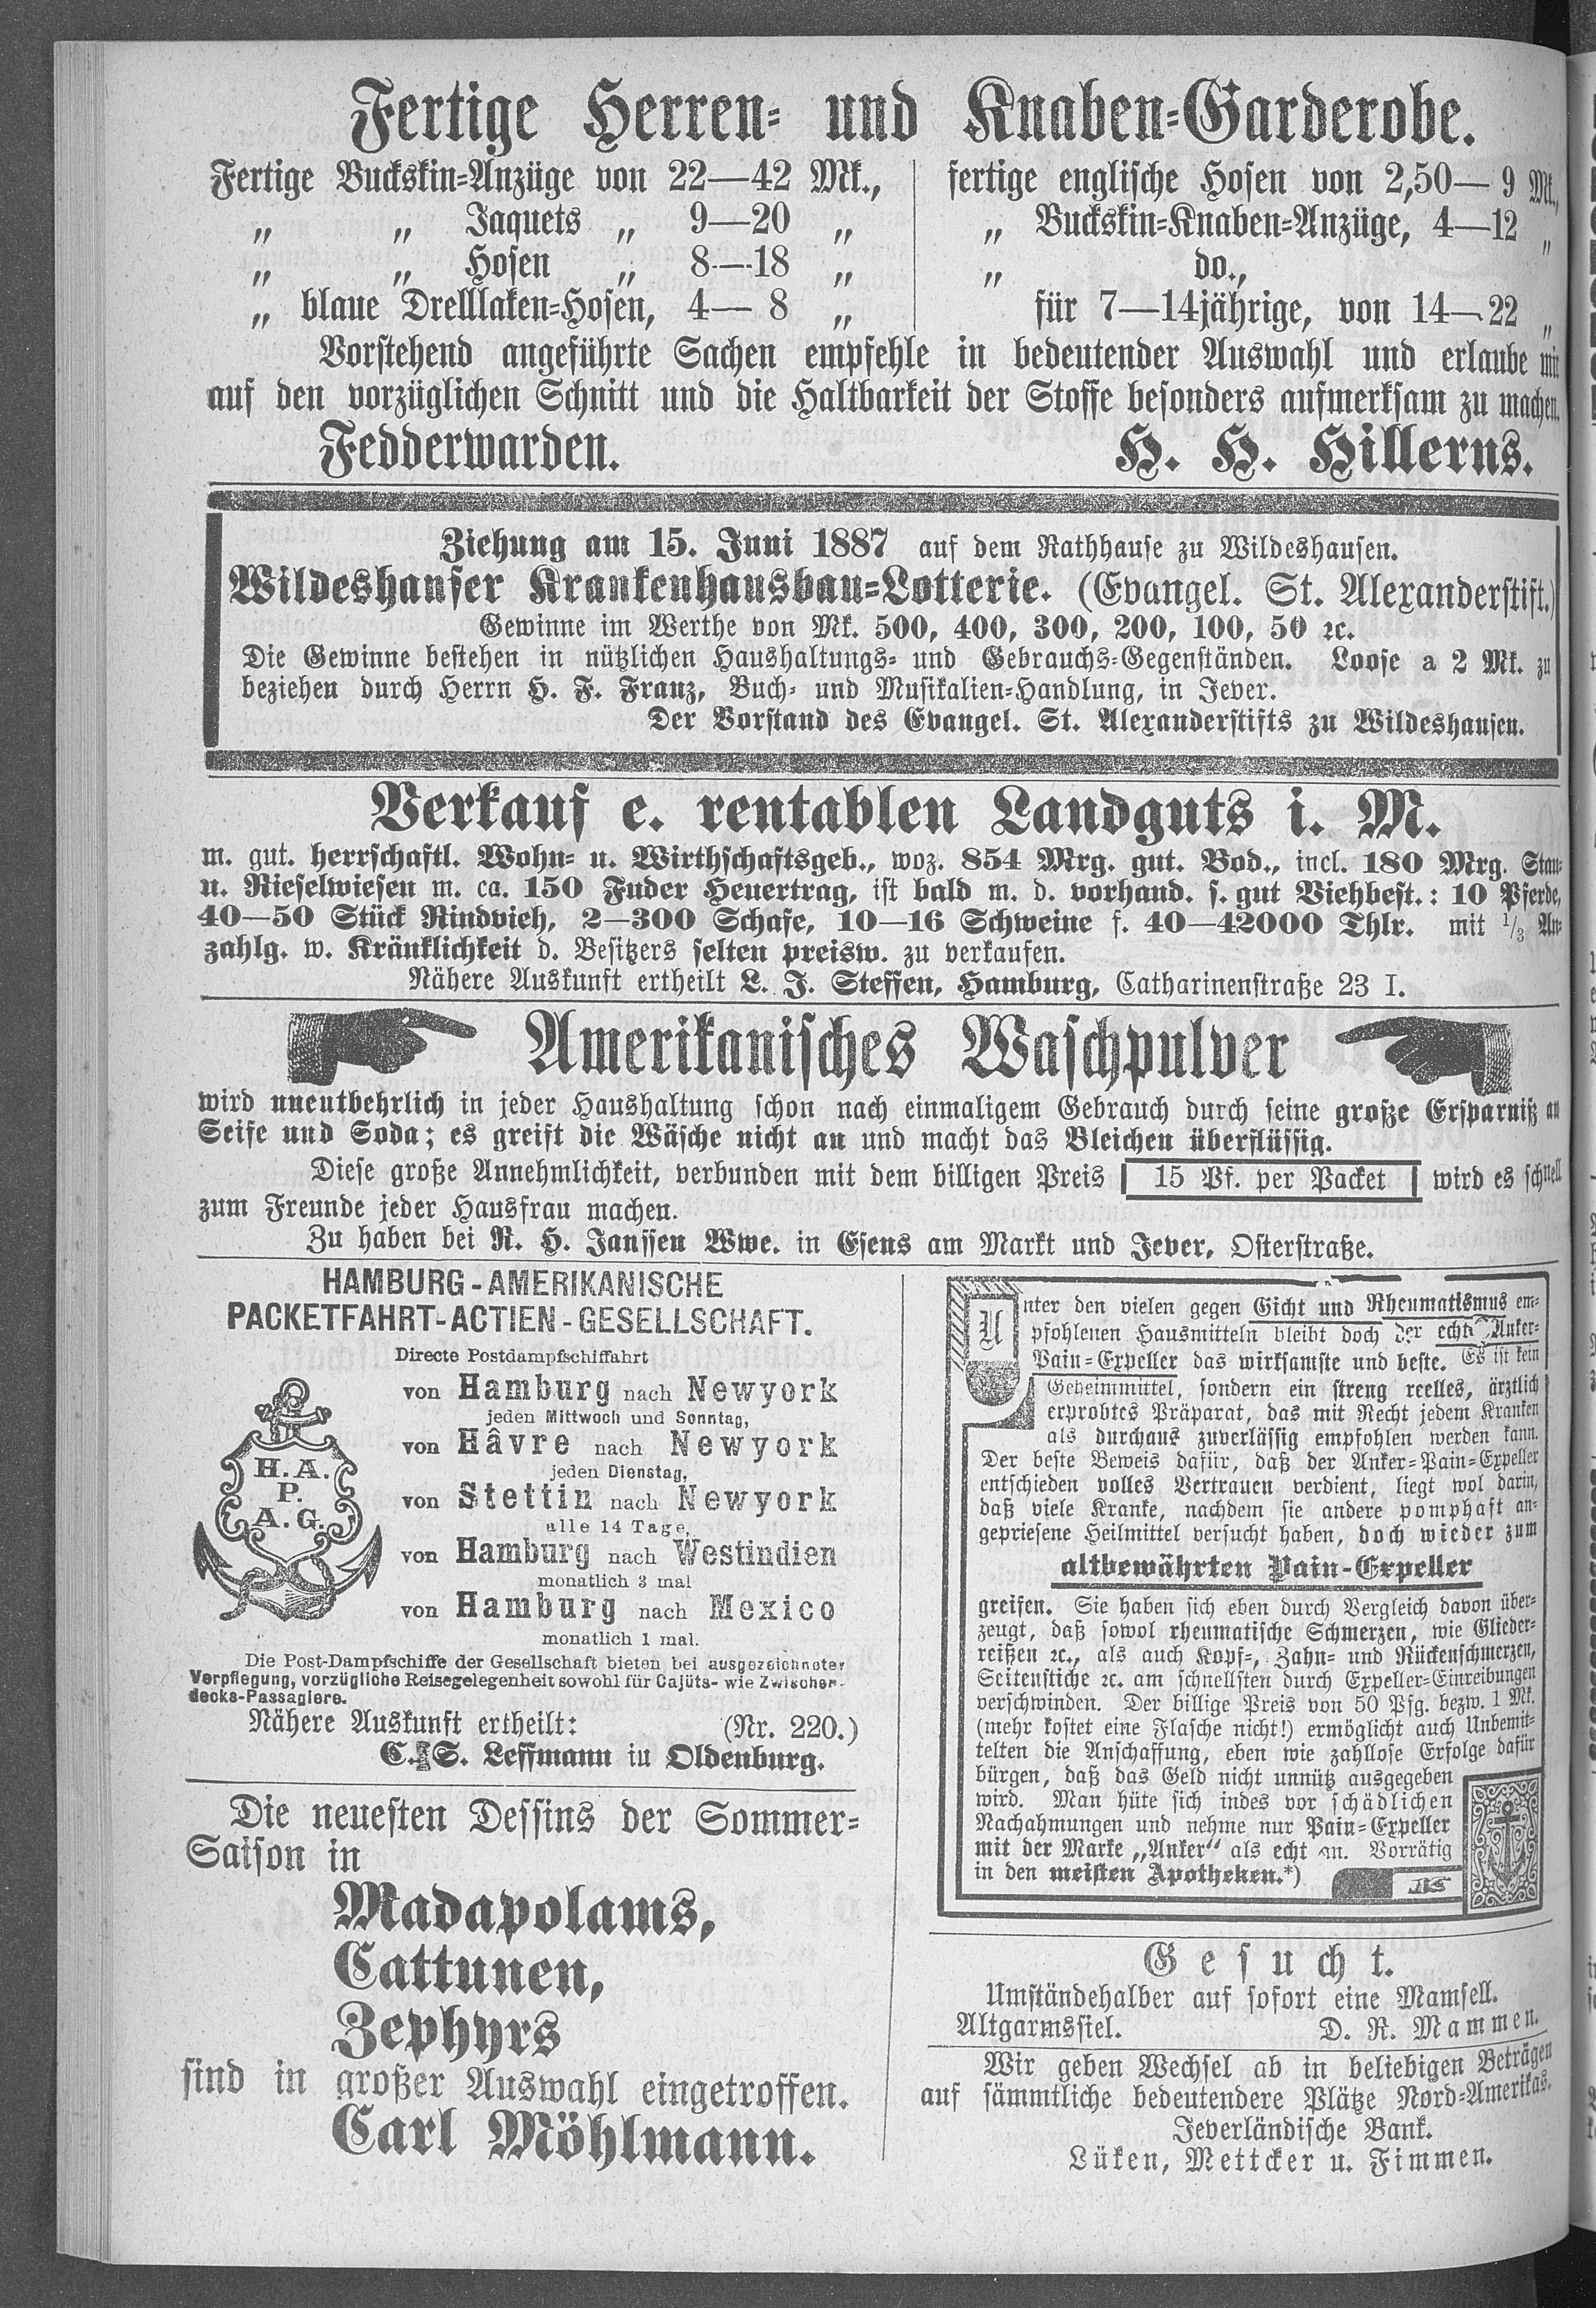 Fertige Herren- und Knaben-Garderobe.
Fertige Buckskin-Anzüge von 22—42 Mk.,
„ „ Jaquets „ 9—20 „
„ „ Hosen „ 8—18 „
„ blaue Drelllaken-Hosen, 4— 8 „
fertige englische Hosen von 2,50— 9 Mk.,
„ Buckskin-Knaben-Anzüge, 4—12 „
„ do.,
für 7—14jährige, von 14—22 „
Vorstehend angeführte Sachen empfehle in bedeutender Auswahl und erlaube mir
auf den vorzüglichen Schnitt und die Haltbarkeit der Stoffe besonders aufmerksam zu machen.
Fedderwarden. H. H. Hillerns.
Ziehung am 15. Juni 1887 auf dem Rathhause zu Wildeshausen.
Wildeshauser Krankenhausbau-Lotterie. (Evangel. St. Alexanderstift.)
Gewinne im Werthe von Mk. 500, 400, 300, 200, 100, 50 ꝛc.
Die Gewinne bestehen in nützlichen Haushaltungs- und Gebrauchs-Gegenständen. Loose a 2 Mk. zu
beziehen durch Herrn H. F. Franz, Buch- und Musikalien-Handlung, in Jever.
Der Vorstand des Evangel. St. Alexanderstifts zu Wildeshausen.
Verkauf e. rentablen Landguts i. M.
m. gut. herrschaftl. Wohn- u. Wirthschaftsgeb., woz. 854 Mrg. gut. Bod., incl. 180 Mrg. Stau-
u. Rieselwiesen m. ca. 150 Fuder Heuertrag, ist bald m. d. vorhand. s. gut Viehbest.: 10 Pferde,
40—50 Stück Rindvieh, 2—300 Schafe, 10—16 Schweine f. 40—42000 Thlr. mit 1/3 An-
zahlg. w. Kränklichkeit d. Besitzers selten preisw. zu verkaufen.
Nähere Auskunft ertheilt L. J. Steffen, Hamburg, Catharinenstraße 23 I.
Amerikanisches Waschpulver
wird unentbehrlich in jeder Haushaltung schon nach einmaligem Gebrauch durch seine große Ersparniß an
Seife und Soda; es greift die Wäsche nicht an und macht das Bleichen überflüssig.
Diese große Annehmlichkeit, verbunden mit dem billigen Preis 15 Pf. per Packet wird es schnell
zum Freunde jeder Hausfrau machen.
Zu haben bei R. H. Janssen Wwe. in Esens am Markt und Jever, Osterstraße.
HAMBURG-AMERIKANISCHE
PACKETFAHRT-ACTIEN-GESELLSCHAFT.
Directe Postdampfschiffahrt
H. A.
P.
A. G.
von Hamburg nach Newyork
jeden Mittwoch und Sonntag,
von Hâvre nach Newyork
jeden Dienstag,
von Stettin nach Newyork
alle 14 Tage,
von Hamburg nach Westindien
monatlich 3 mal
von Hamburg nach Mexico
monatlich 1 mal.
Die Post-Dampfschiffe der Gesellschaft bieten bei ausgezeichneter
Verpflegung, vorzügliche Reisegelegenheit sowohl für Cajüts- wie Zwischen-
decks-Passagiere.
Nähere Auskunft ertheilt: (Nr. 220.)
C. S. Leffmann in Oldenburg.
Die neuesten Dessins der Sommer-
Saison in
Madapolams,
Cattunen,
Zephyrs
sind in großer Auswahl eingetroffen.
Carl Möhlmann.
Unter den vielen gegen Gicht und Rheumatismus em-
pfohlenen Hausmitteln bleibt doch der echte Anker-
Pain-Expeller das wirksamste und beste. Es ist kein
Geheimmittel, sondern ein streng reelles, ärztlich
erprobtes Präparat, das mit Recht jedem Kranken
als durchaus zuverlässig empfohlen werden kann.
Der beste Beweis dafür, daß der Anker-Pain-Expeller
entschieden volles Vertrauen verdient, liegt wol darin,
daß viele Kranke, nachdem sie andere pomphaft an-
gepriesene Heilmittel versucht haben, doch wieder zum
altbewährten Pain-Expeller
greifen. Sie haben sich eben durch Vergleich davon über-
zeugt, daß sowol rheumatische Schmerzen, wie Glieder-
reißen ꝛc., als auch Kopf-, Zahn- und Rückenschmerzen,
Seitenstiche ꝛc. am schnellsten durch Expeller-Einreibungen
verschwinden. Der billige Preis von 50 Pfg. bezw. 1 Mk.
(mehr kostet eine Flasche nicht!) ermöglicht auch Unbemit-
telten die Anschaffung, eben wie zahllose Erfolge dafür
bürgen, daß das Geld nicht unnütz ausgegeben
wird. Man hüte sich indes vor schädlichen
Nachahmungen und nehme nur Pain-Expeller
mit der Marke „Anker“ als echt an. Vorrätig
in den meisten Apotheken.*)
Gesucht.
Umständehalber auf sofort eine Mamsell.
Altgarmssiel. D. R. Mammen.
Wir geben Wechsel ab in beliebigen Beträgen
auf sämmtliche bedeutendere Plätze Nord-Amerikas.
Jeverländische Bank.
Lüken, Mettcker u. Fimmen.